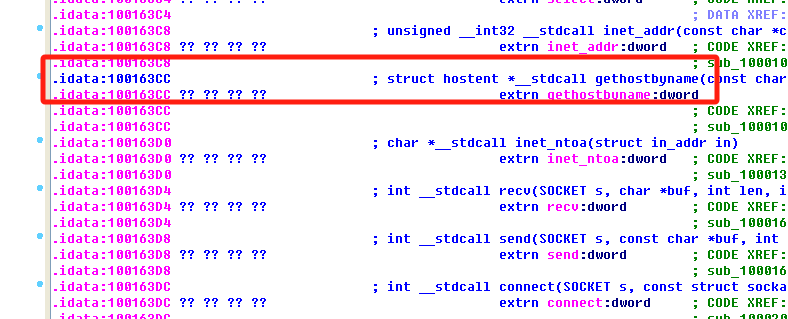 .idata:100163C4 select:dword ; CODE XREF:
.idata:100163C4 ; DATA XREF:
.idata:100163C8 ; unsigned __int32 __stdcall inet_addr(const char *c
.idata:100163C8 ?? ?? ?? ?? extrn inet_addr:dword ; CODE XREF:
.idata:100163C8 ; sub_100010
.idata:100163CC ; struct hostent *__stdcall gethostbyname(const char
.idata:100163CC ?? ?? ?? ?? extrn gethostbyname:dword
.idata:100163CC ; CODE XREF:
.idata:100163CC ; sub_100010
.idata:100163D0 ; char *__stdcall inet_ntoa(struct in_addr in)
.idata:100163D0 ?? ?? ?? ?? extrn inet_ntoa:dword ; CODE XREF:
.idata:100163D0 ; sub_100013
.idata:100163D4 ; int __stdcall recv(SOCKET s, char *buf, int len, i
.idata:100163D4 ?? ?? ?? ?? extrn recv:dword ; CODE XREF:
.idata:100163D4 ; sub_100016
.idata:100163D8 ; int __stdcall send(SOCKET s, const char *buf, int
.idata:100163D8 ?? ?? ?? ?? extrn send:dword ; CODE XREF:
.idata:100163D8 ; sub_100016
.idata:100163DC ; int __stdcall connect(SOCKET s, const struct socka
.idata:100163DC ?? ?? ?? ?? extrn connect:dword ; CODE XREF:
.idata:100163DC ; sub_100020